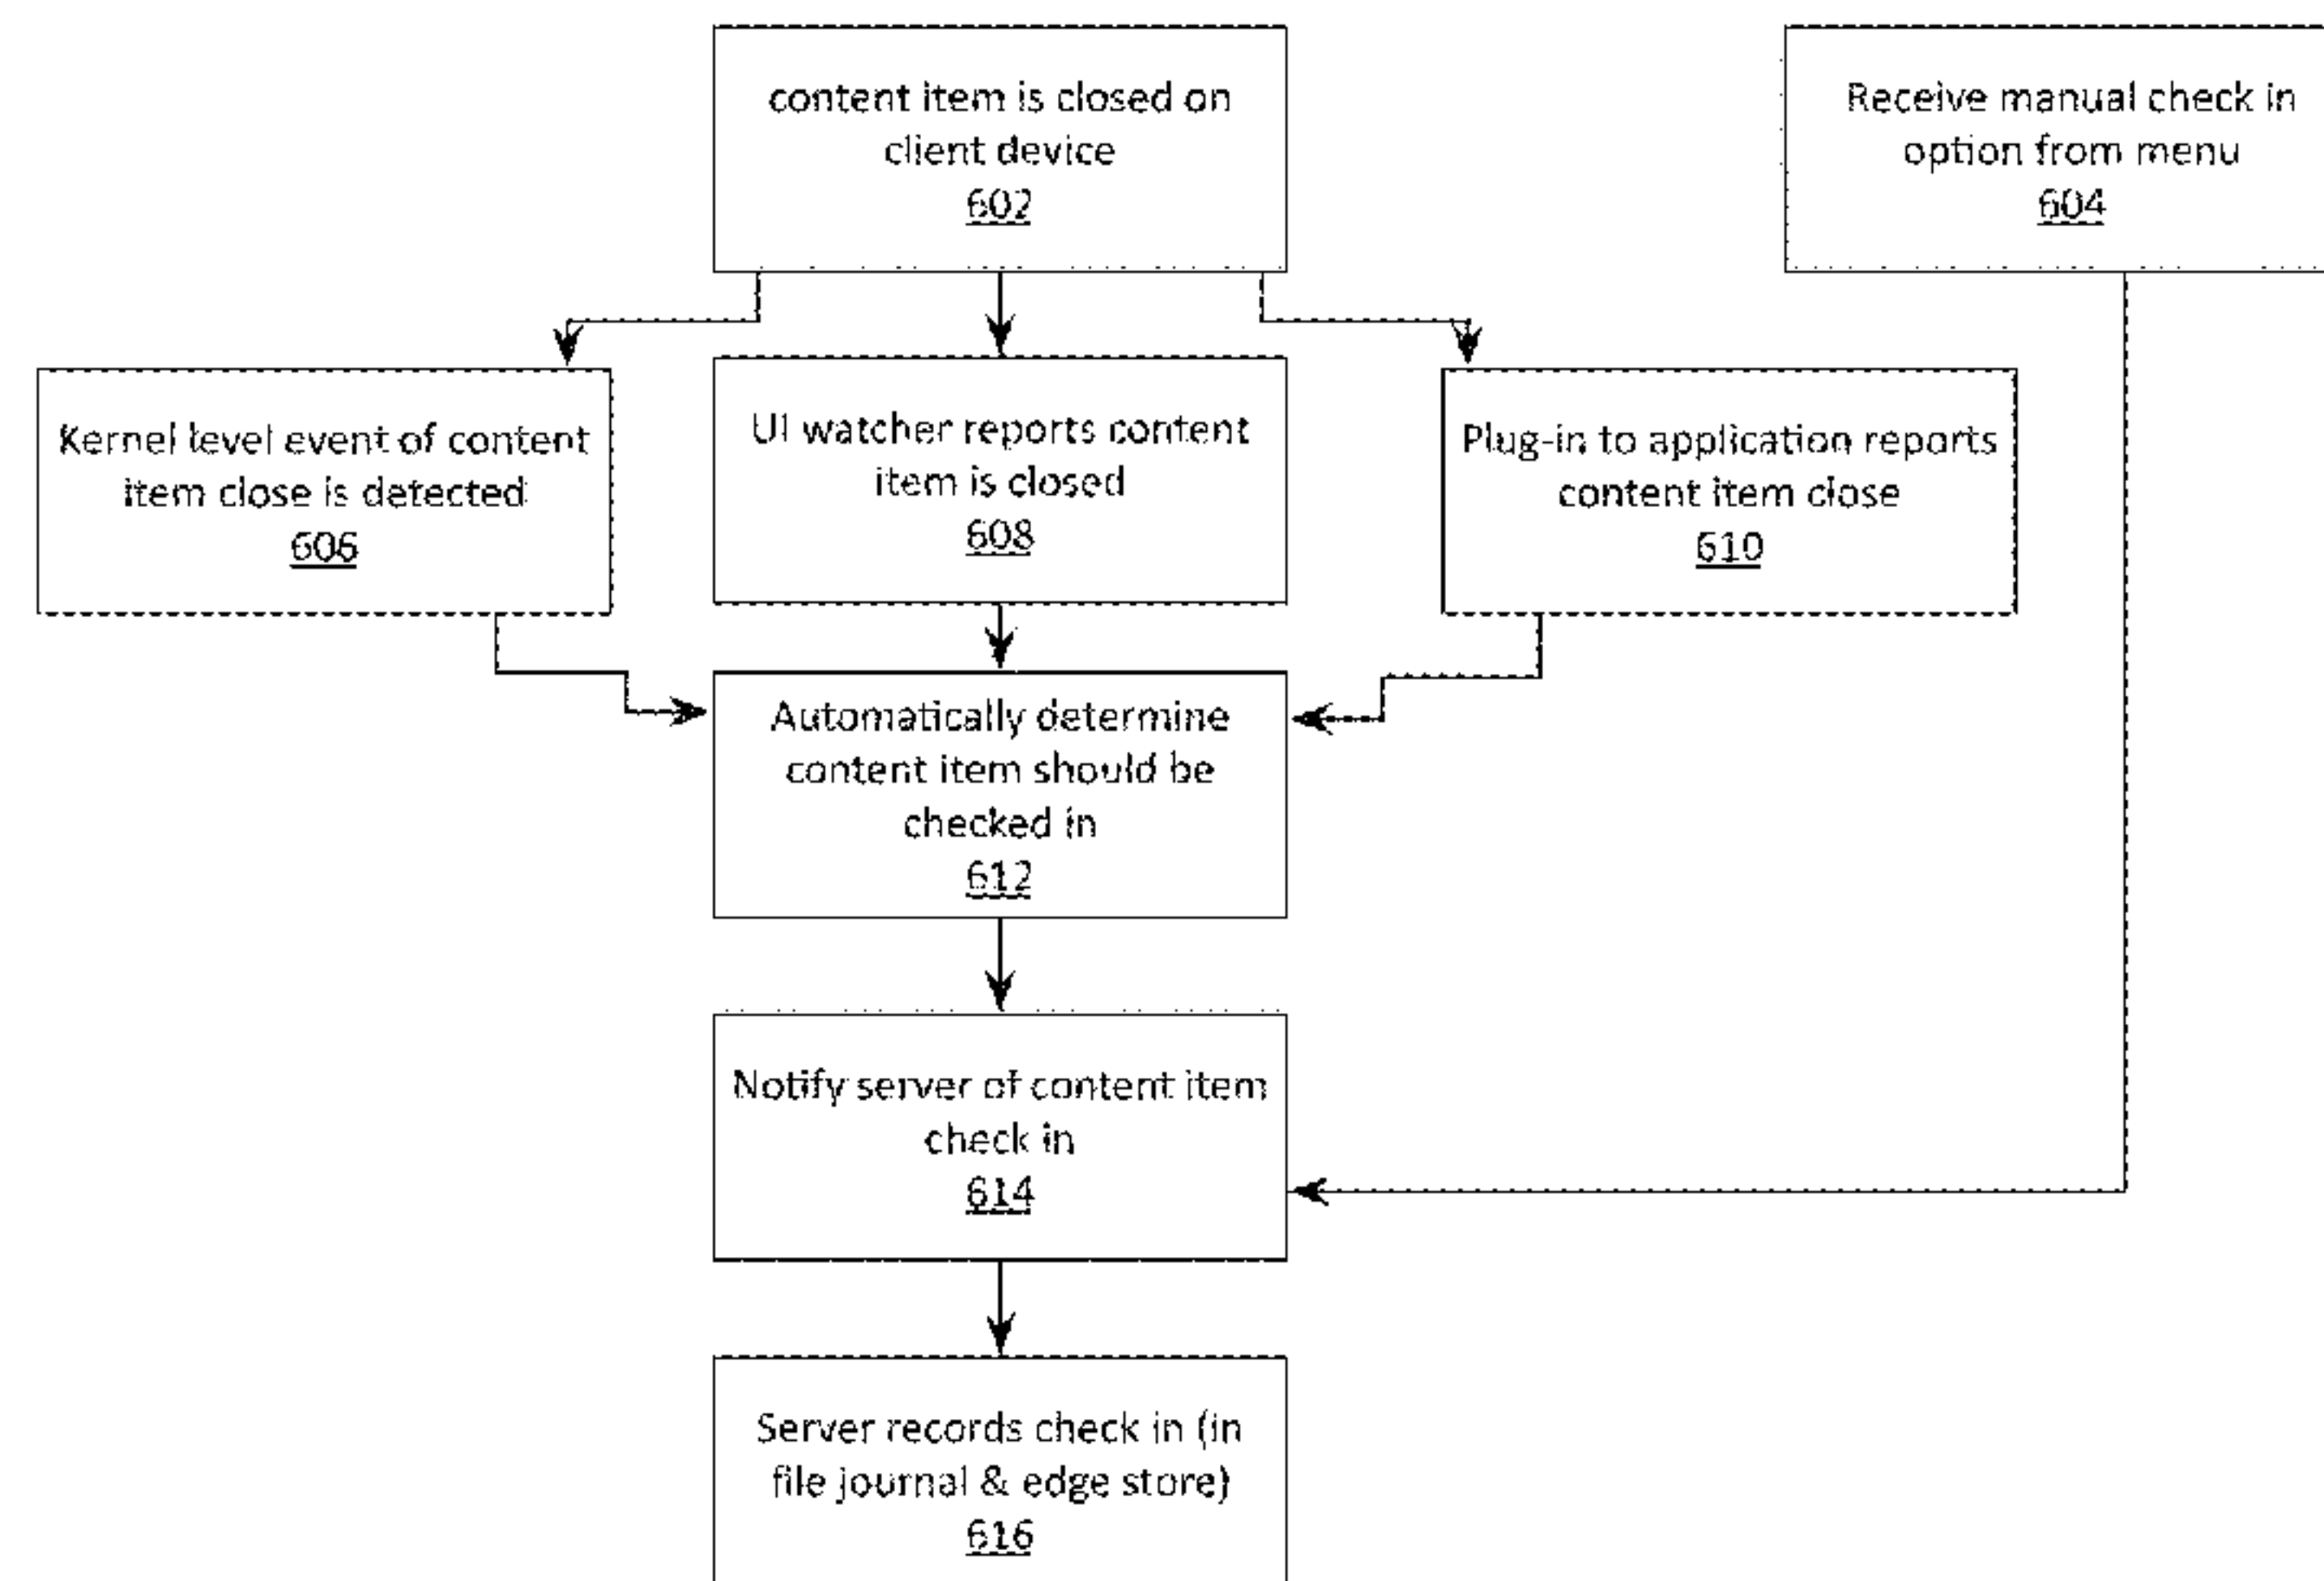 content item is closed on
client device
602
Receive manual check in
option from menu
604
Kernel level event of content
item close is detected
606
UI watcher reports content
item is closed
608
Plug-in to application reports
content item close
610
Automatically determine
content item should be
checked in
612
Notify server of content item
check in
614
Server records check in (in
file journal & edge store)
616